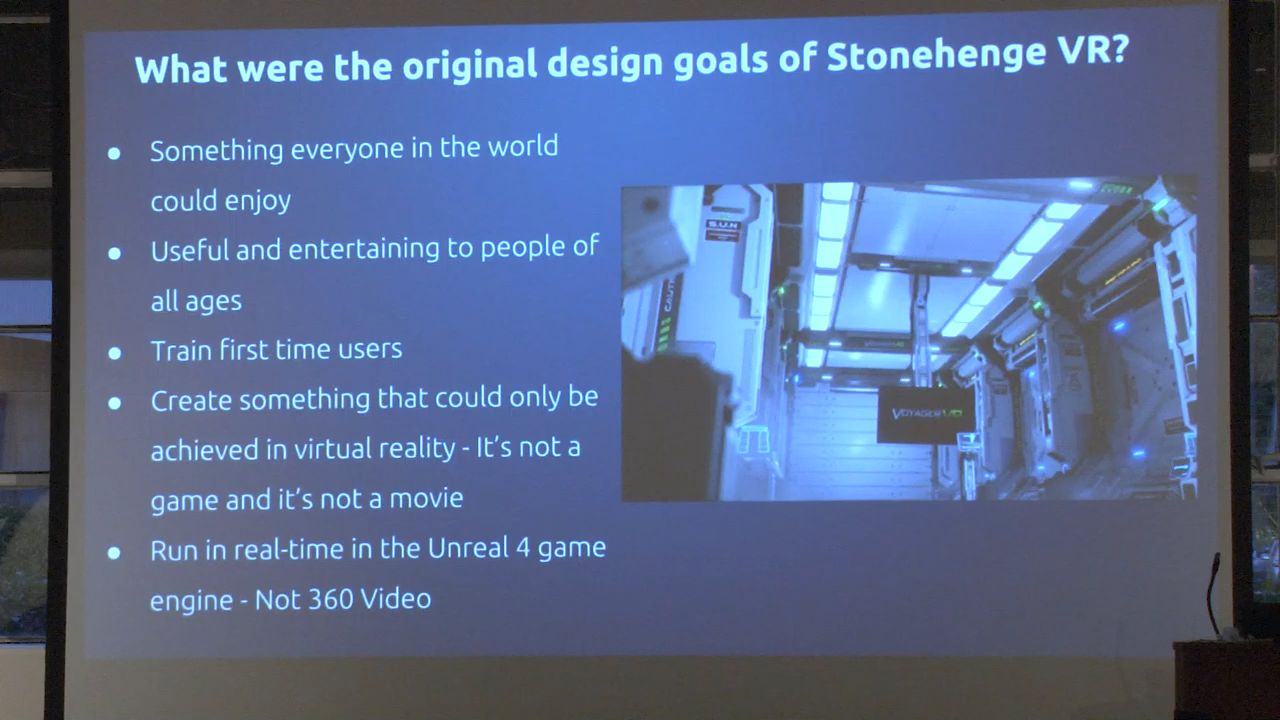 What were the original design goals of Stonehenge VR?
● Something everyone in the world
could enjoy
● Useful and entertaining to people of
all ages
● Train first time users
● Create something that could only be
achieved in virtual reality - It's not a
game and it's not a movie
● Run in real-time in the Unreal 4 game
engine - Not 360 Video
S.U.N
CAUT
VOYAGER VR